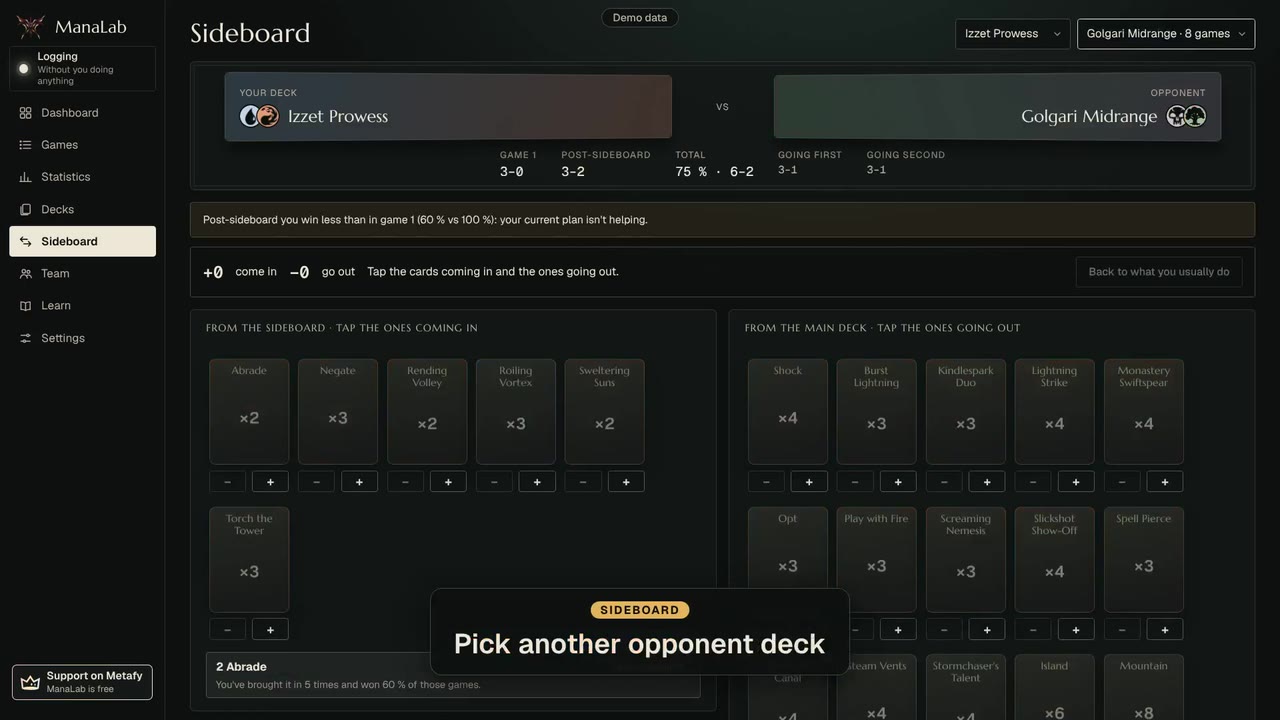 ManaLab
Logging
Without you doing
anything
Dashboard
Games
Statistics
Decks
Sideboard
Team
Learn
Settings
Support on Metafy
ManaLab is free
Demo data
Sideboard
Izzet Prowess
Golgari Midrange · 8 games
YOUR DECK
Izzet Prowess
VS
OPPONENT
Golgari Midrange
GAME 1
3-0
POST-SIDEBOARD
3-2
TOTAL
75 % · 6-2
GOING FIRST
3-1
GOING SECOND
3-1
Post-sideboard you win less than in game 1 (60 % vs 100 %): your current plan isn't helping.
+0 come in −0 go out Tap the cards coming in and the ones going out.
Back to what you usually do
FROM THE SIDEBOARD · TAP THE ONES COMING IN
Abrade
×2
Negate
×3
Rending
Volley
×2
Roiling
Vortex
×3
Sweltering
Suns
×2
− + − + − + − + − +
Torch the
Tower
×3
− +
2 Abrade
You've brought it in 5 times and won 60 % of those games.
FROM THE MAIN DECK · TAP THE ONES GOING OUT
Shock
×4
Burst
Lightning
×3
Kindlespark
Duo
×3
Lightning
Strike
×4
Monastery
Swiftspear
×4
− + − + − + − + − +
Opt
×3
Play with Fire
×3
Screaming
Nemesis
×3
Slickshot
Show-Off
×4
Spell Pierce
×3
− + − + − + − +
Canal
×4
Steam Vents
×4
Stormchaser's
Talent
×4
Island
×6
Mountain
×8
SIDEBOARD
Pick another opponent deck